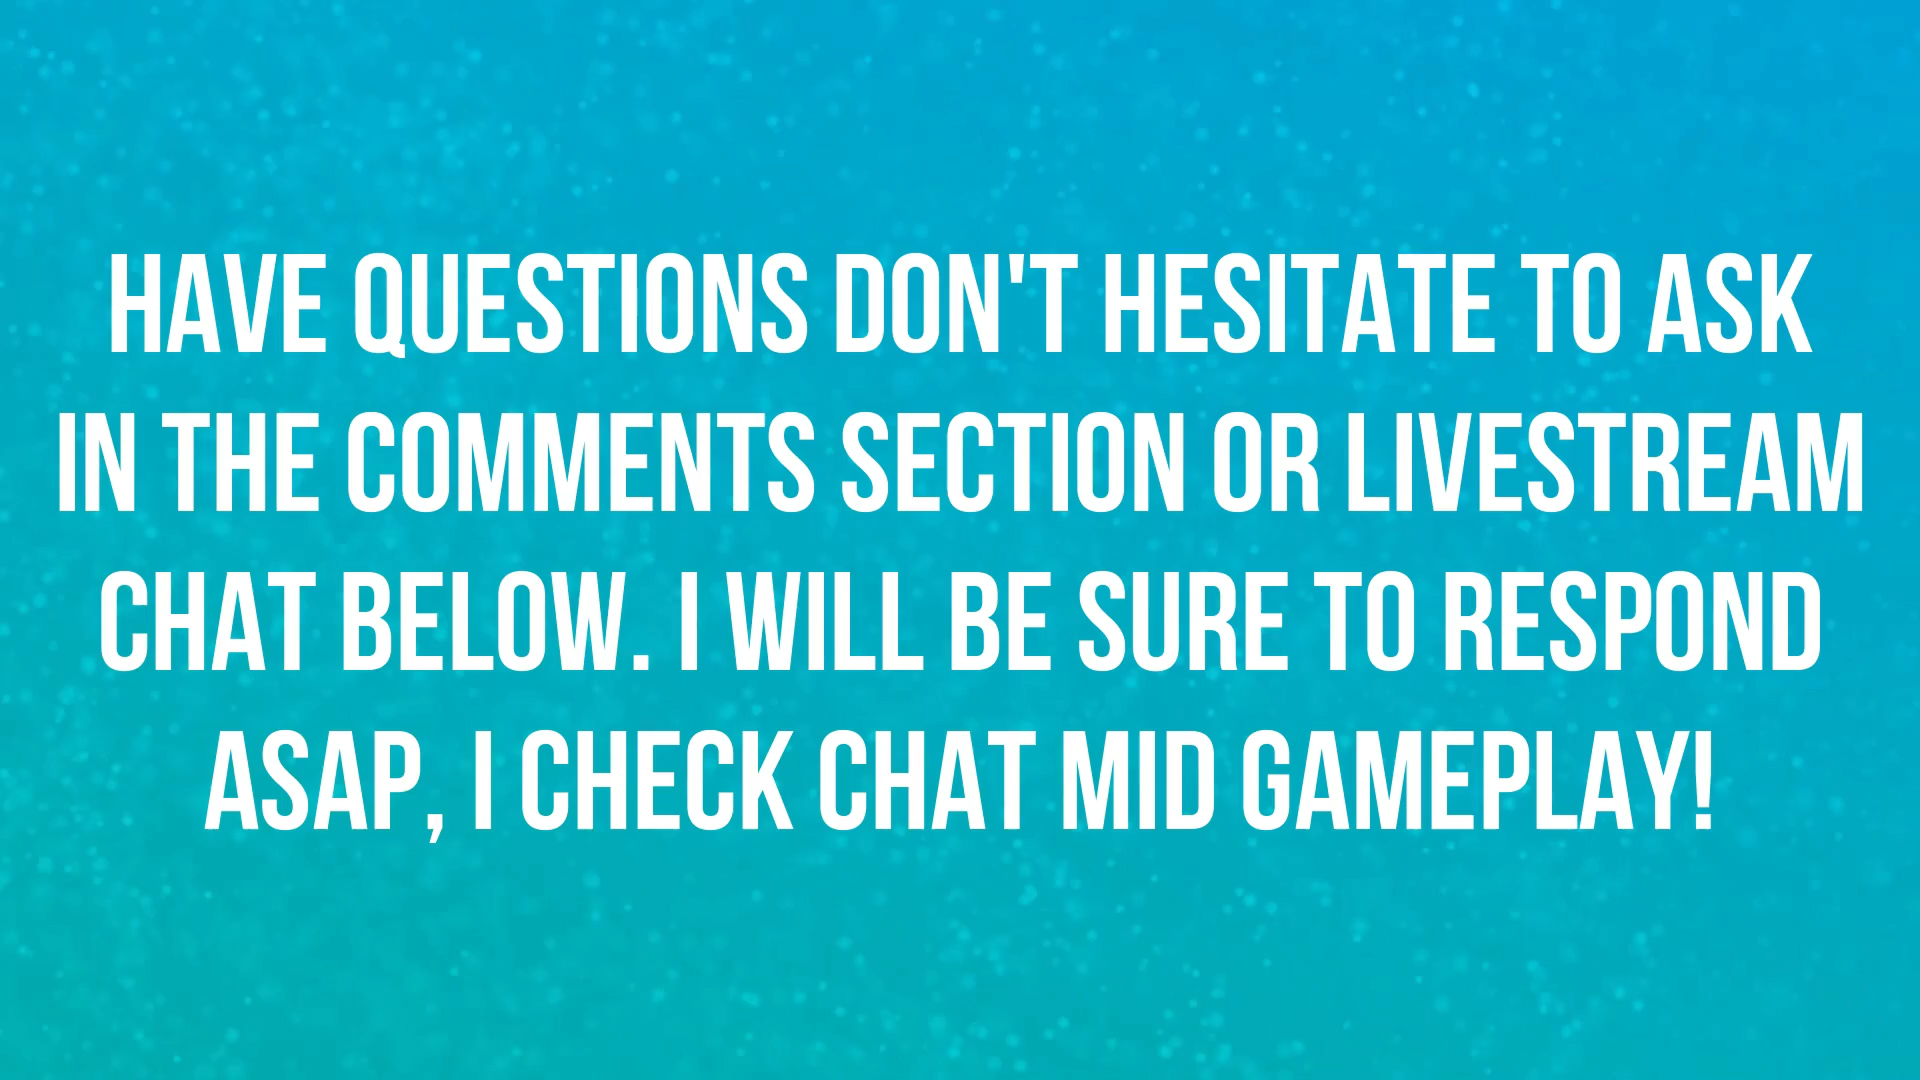 HAVE QUESTIONS DON'T HESITATE TO ASK
IN THE COMMENTS SECTION OR LIVESTREAM
CHAT BELOW. I WILL BE SURE TO RESPOND
ASAP, I CHECK CHAT MID GAMEPLAY!